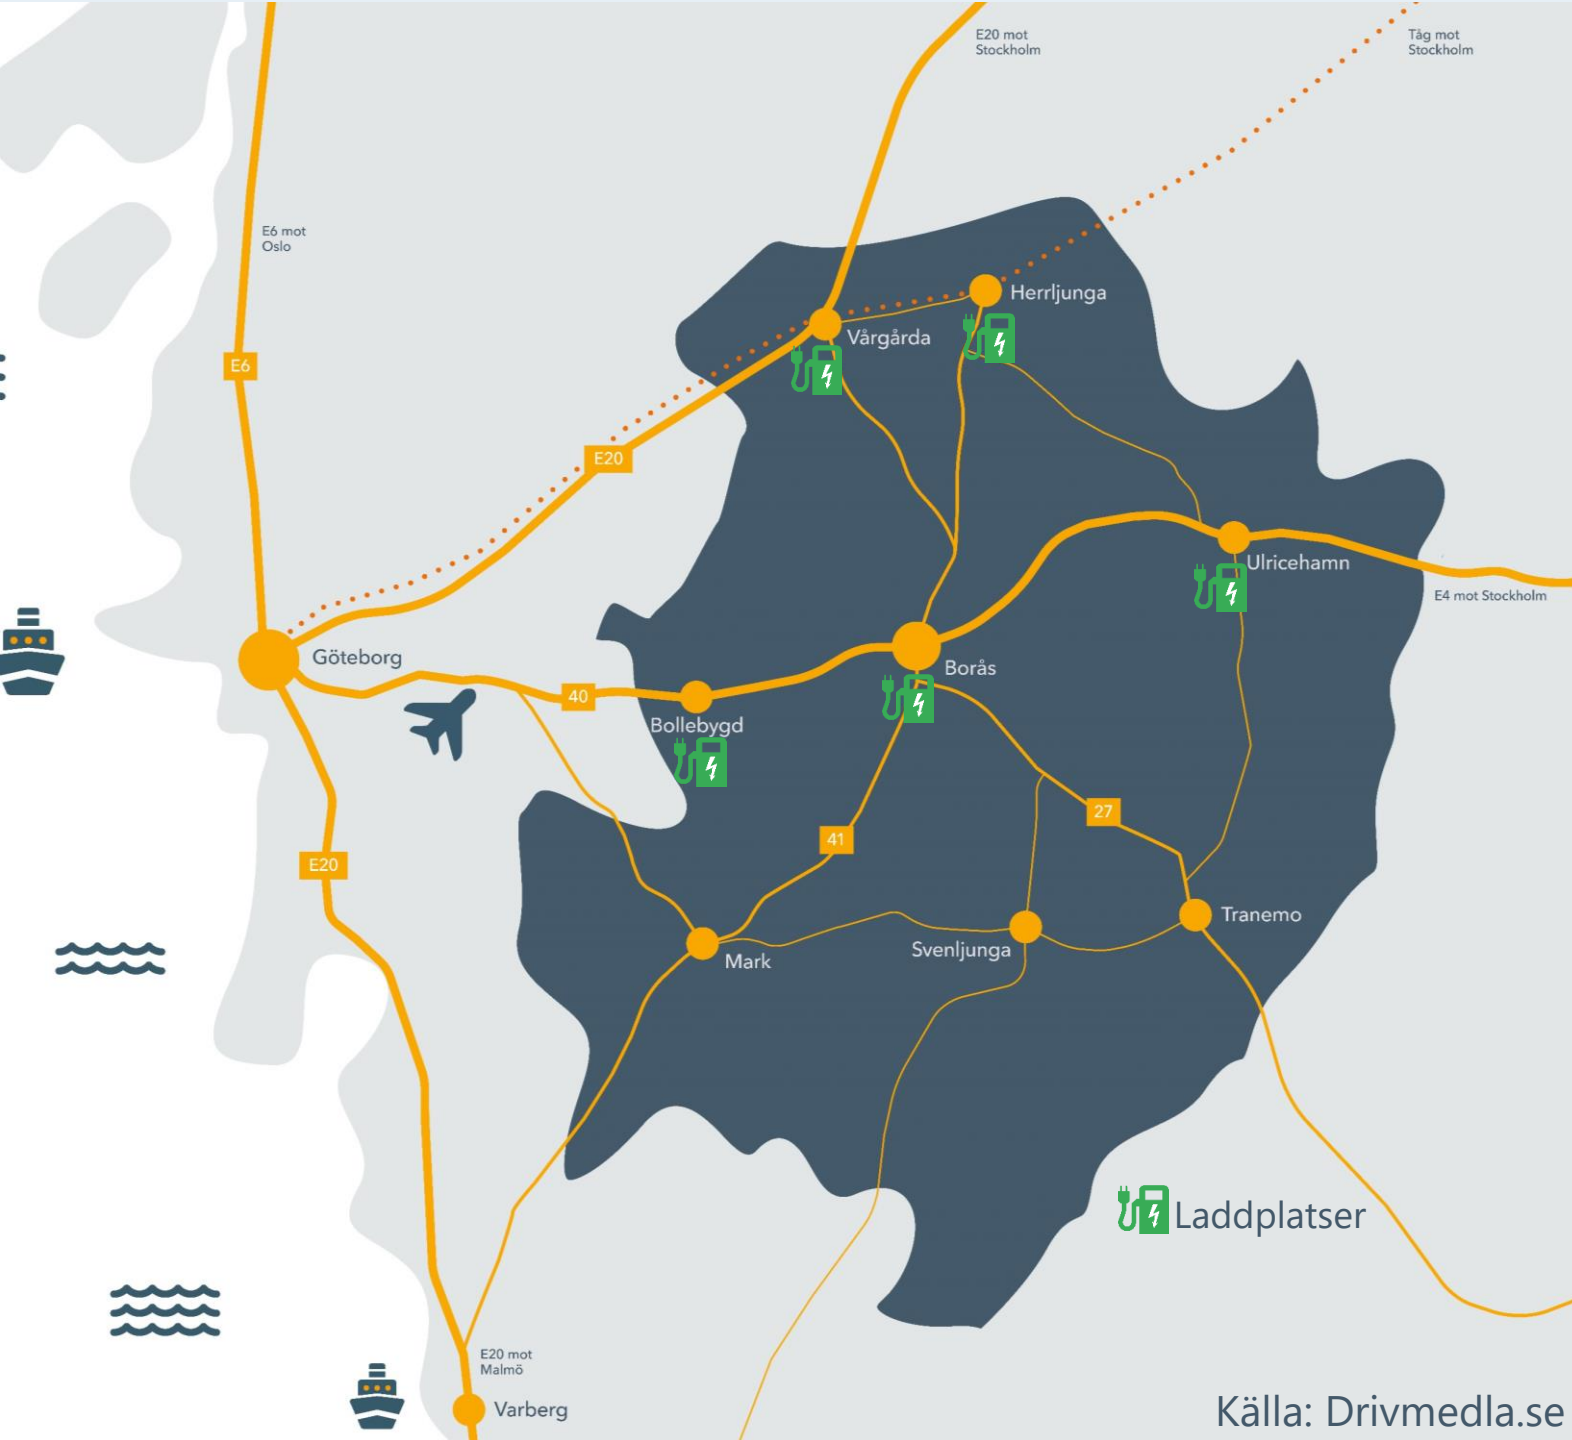 E20 mot
Stockholm
Tåg mot
Stockholm
E6 mot
Oslo
Herrljunga
Vårgårda
E6
E20
Ulricehamn
E4 mot Stockholm
Göteborg
Borås
40
Bollebygd
27
41
E20
Tranemo
Svenljunga
Mark
Laddplatser
E20 mot
Malmö
Varberg
Källa: Drivmedla.se